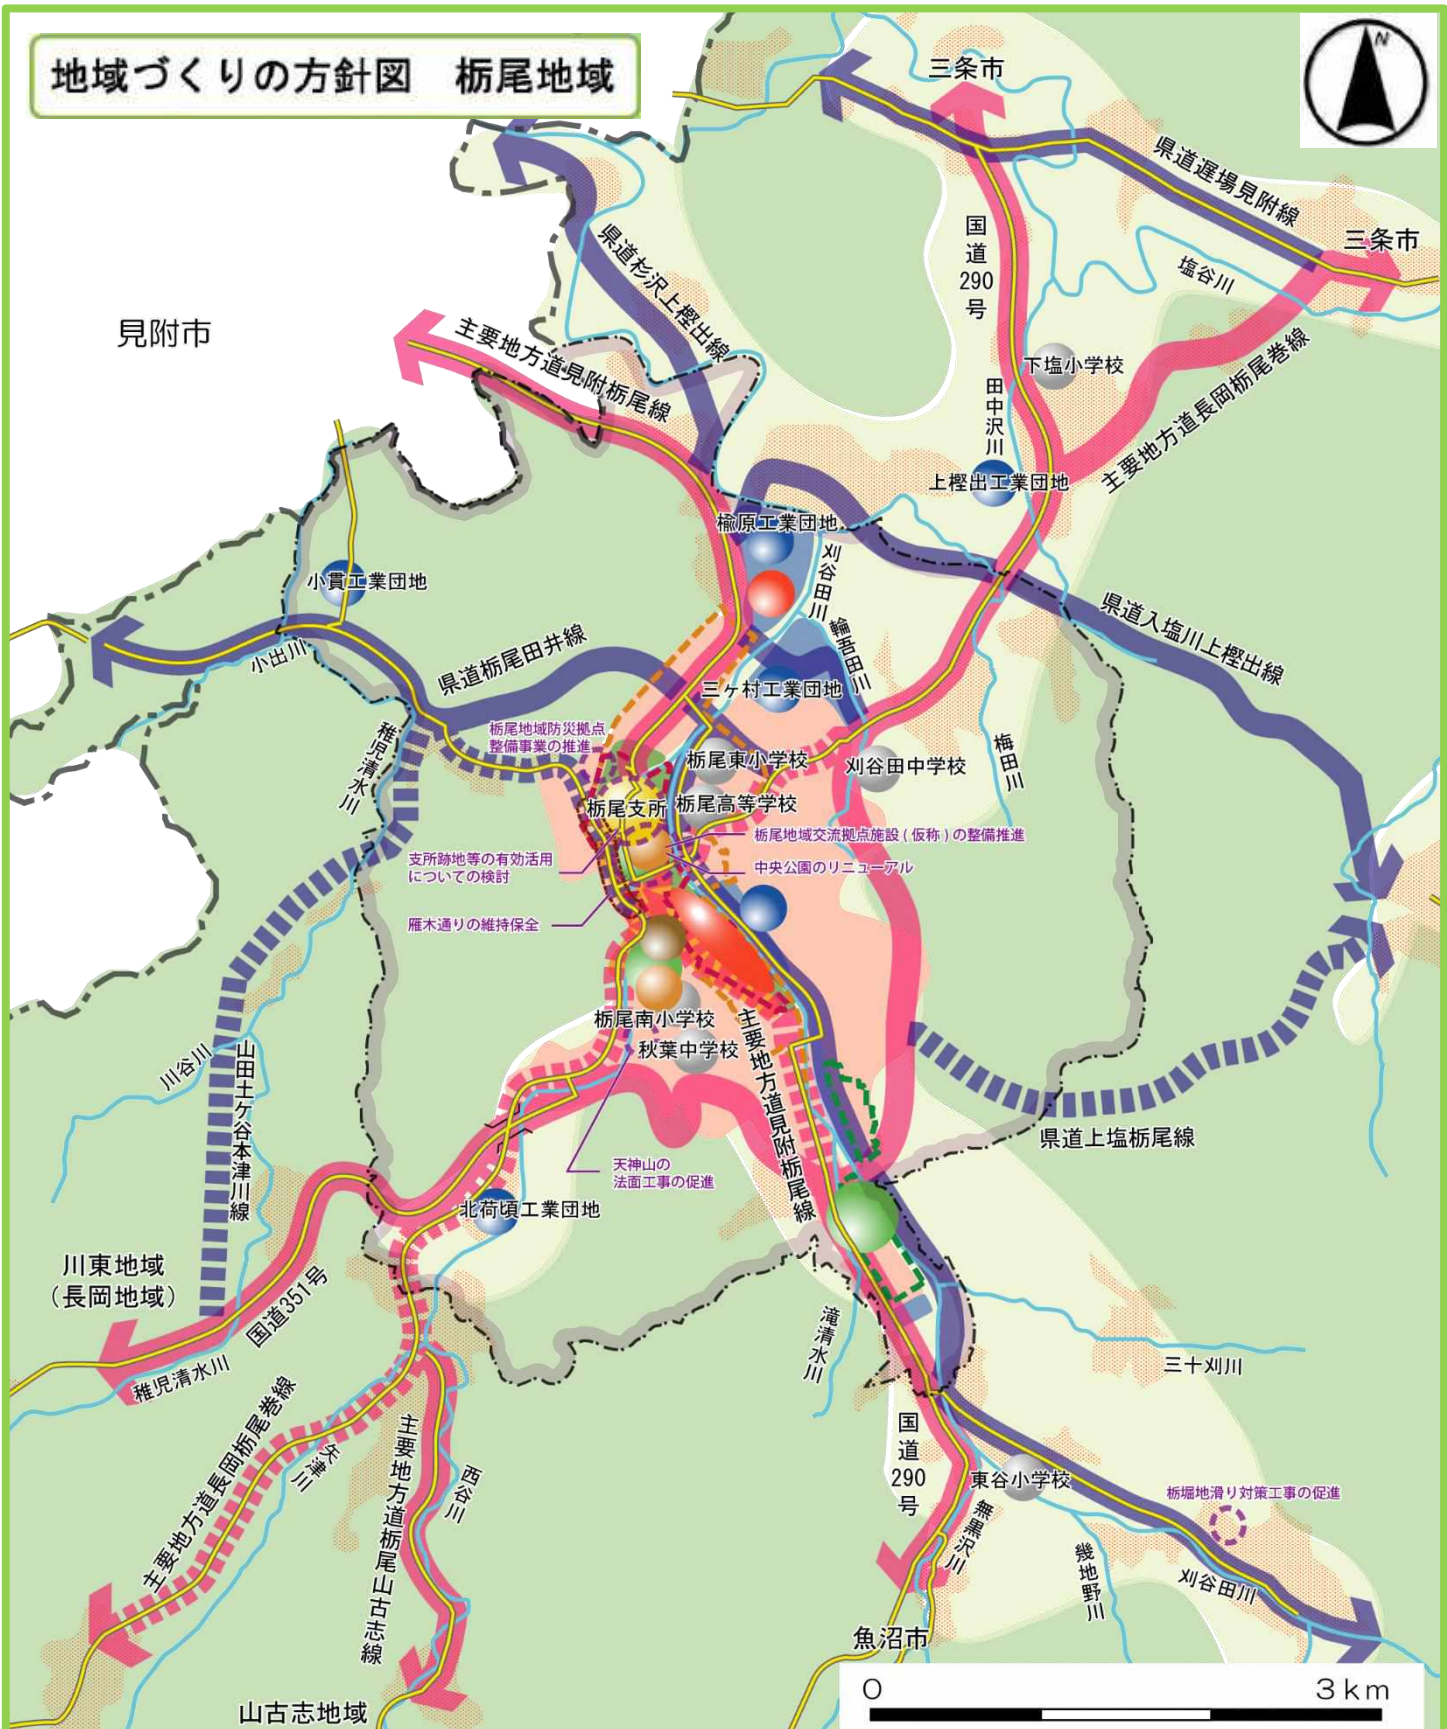 地域づくりの方針図 栃尾地域
N
三条市
県道遅場見附線
三条市
国道290号
塩谷川
県道杉沢上樫出線
見附市
主要地方道見附栃尾線
下塩小学校
田中沢川
主要地方道長岡栃尾巻線
上樫出工業団地
楡原工業団地
刈谷田川
小貫工業団地
県道入塩川上樫出線
輪吾田川
小出川
県道栃尾田井線
三ヶ村工業団地
稚児清水川
栃尾地域防災拠点
整備事業の推進
栃尾東小学校
刈谷田中学校
梅田川
栃尾支所
栃尾高等学校
栃尾地域交流拠点施設(仮称)の整備推進
支所跡地等の有効活用
についての検討
中央公園のリニューアル
雁木通りの維持保全
栃尾南小学校
秋葉中学校
主要地方道見附栃尾線
川谷川
山田土ケ谷本津川線
県道上塩栃尾線
天神山の
法面工事の促進
北荷頃工業団地
川東地域
(長岡地域)
国道351号
稚児清水川
滝清水川
三十刈川
主要地方道長岡栃尾巻線
矢津川
主要地方道栃尾山古志線
西谷川
国道290号
東谷小学校
栃堀地滑り対策工事の促進
無黒沢川
幾地野川
刈谷田川
魚沼市
山古志地域
0 3km